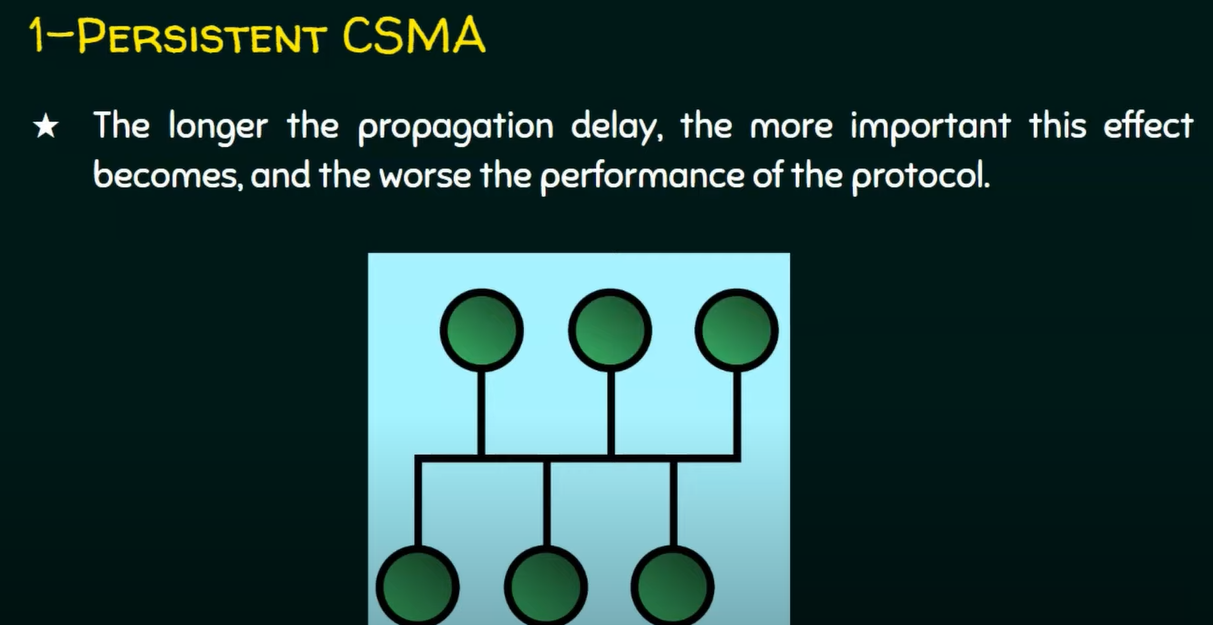 1-Persistent CSMA
★ The longer the propagation delay, the more important this effect
becomes, and the worse the performance of the protocol.